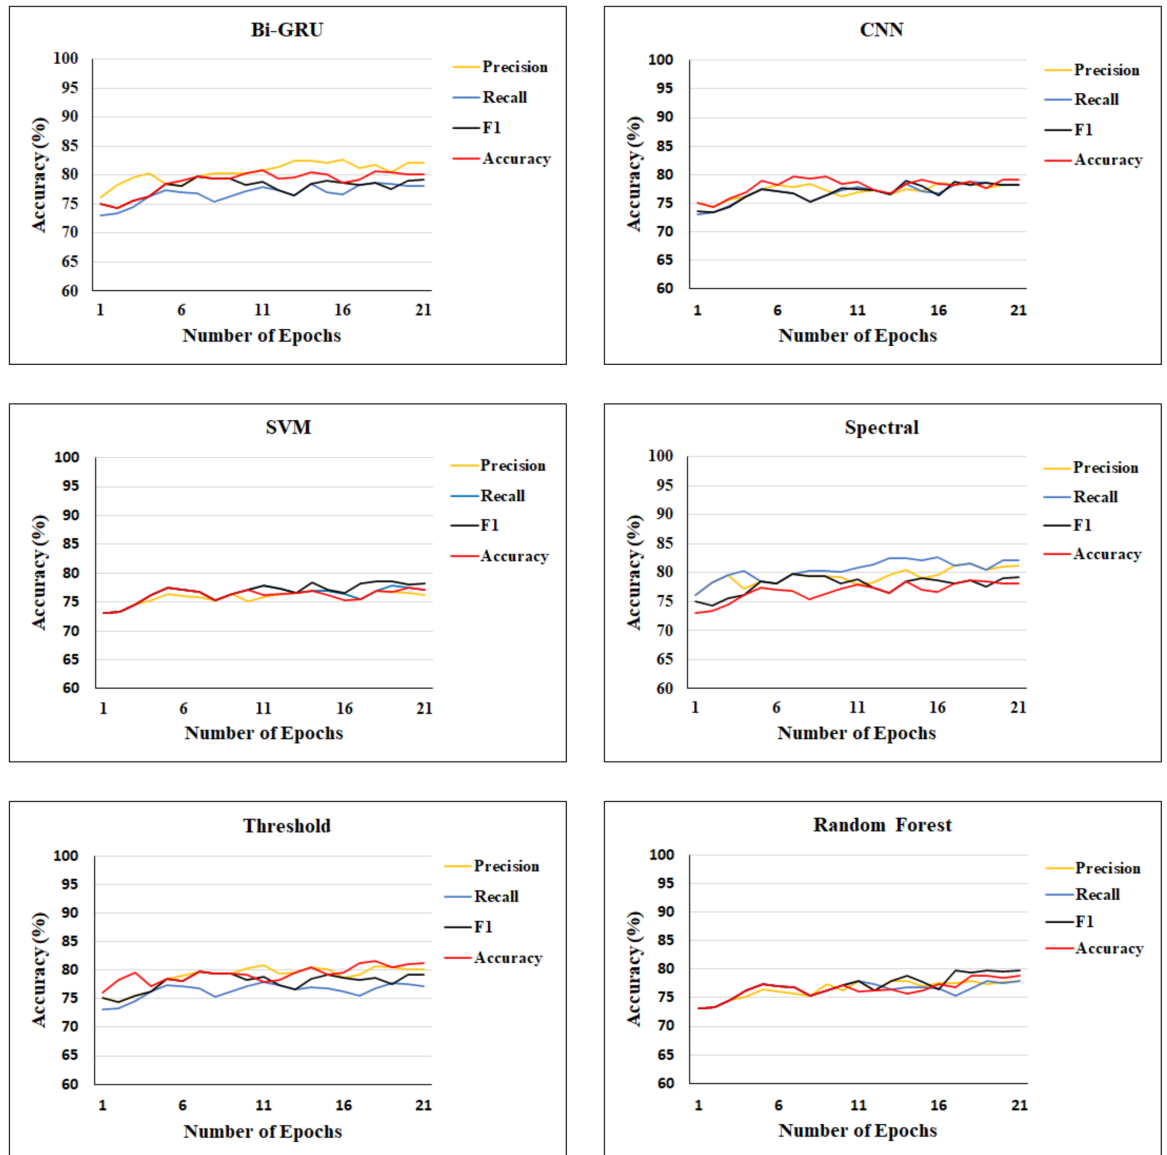 Bi-GRU
100
95
90
85
80
75
70
65
60
Accuracy (%)
1 6 11 16 21
Number of Epochs
Precision
Recall
F1
Accuracy
CNN
100
95
90
85
80
75
70
65
60
Accuracy (%)
1 6 11 16 21
Number of Epochs
Precision
Recall
F1
Accuracy
SVM
100
95
90
85
80
75
70
65
60
Accuracy (%)
1 6 11 16 21
Number of Epochs
Precision
Recall
F1
Accuracy
Spectral
100
95
90
85
80
75
70
65
60
Accuracy (%)
1 6 11 16 21
Number of Epochs
Precision
Recall
F1
Accuracy
Threshold
100
95
90
85
80
75
70
65
60
Accuracy (%)
1 6 11 16 21
Number of Epochs
Precision
Recall
F1
Accuracy
Random Forest
100
95
90
85
80
75
70
65
60
Accuracy (%)
1 6 11 16 21
Number of Epochs
Precision
Recall
F1
Accuracy